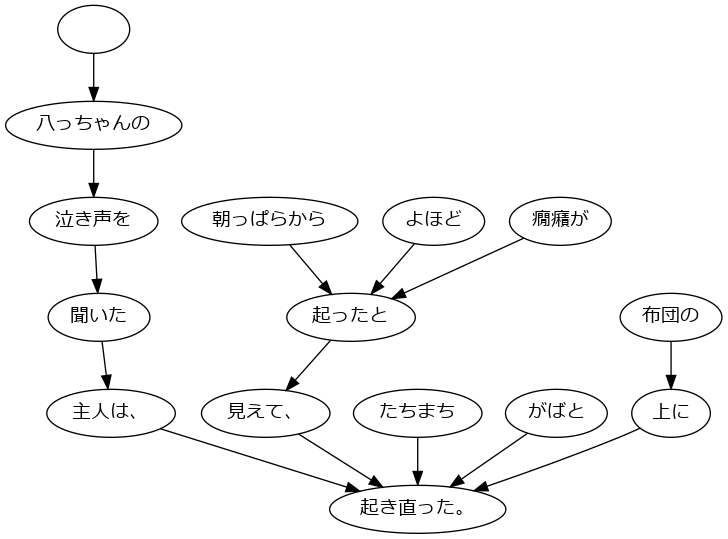 八っちゃんの
泣き声を
朝っぱらから
よほど
癇癪が
聞いた
起ったと
布団の
主人は、
見えて、
たちまち
がばと
上に
起き直った。